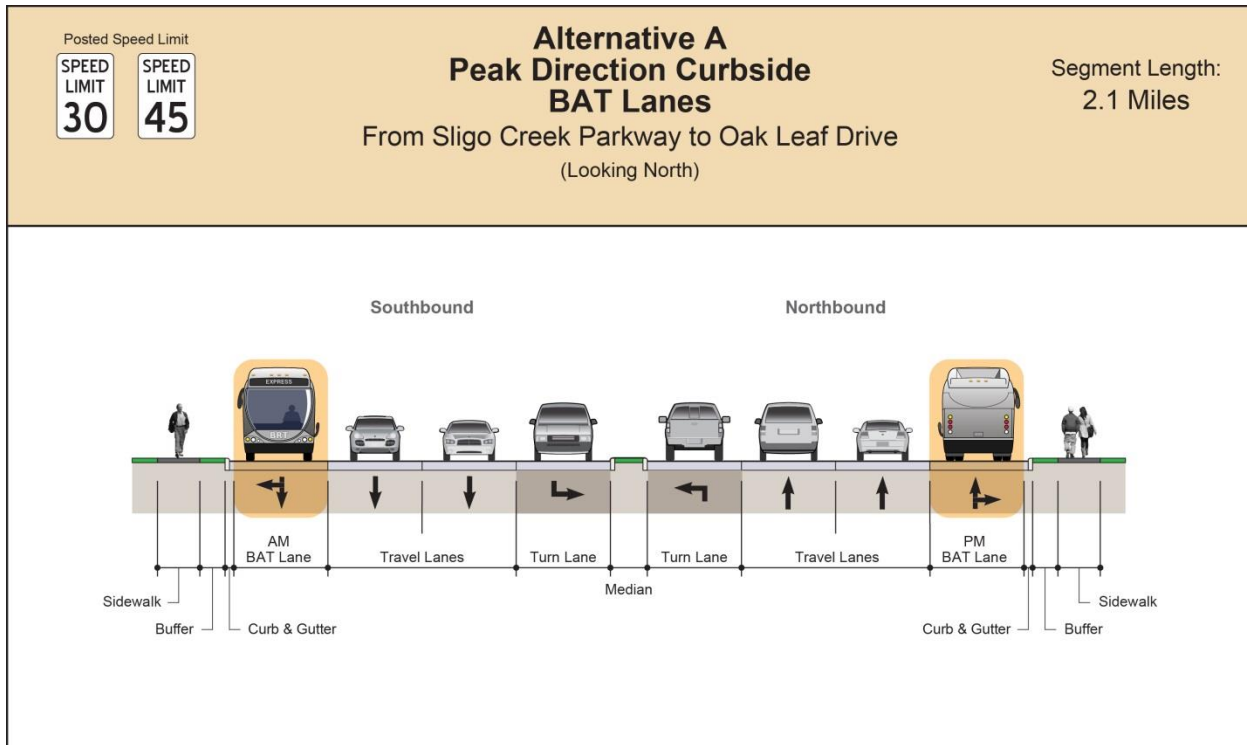 Posted Speed Limit
SPEED
LIMIT
30
SPEED
LIMIT
45
Alternative A
Peak Direction Curbside
BAT Lanes
From Sligo Creek Parkway to Oak Leaf Drive
(Looking North)
Segment Length:
2.1 Miles
Southbound
Northbound
EXPRESS
BRT
AM
BAT Lane
Travel Lanes
Turn Lane
Median
Turn Lane
Travel Lanes
PM
BAT Lane
Sidewalk
Buffer
Curb & Gutter
Curb & Gutter
Buffer
Sidewalk